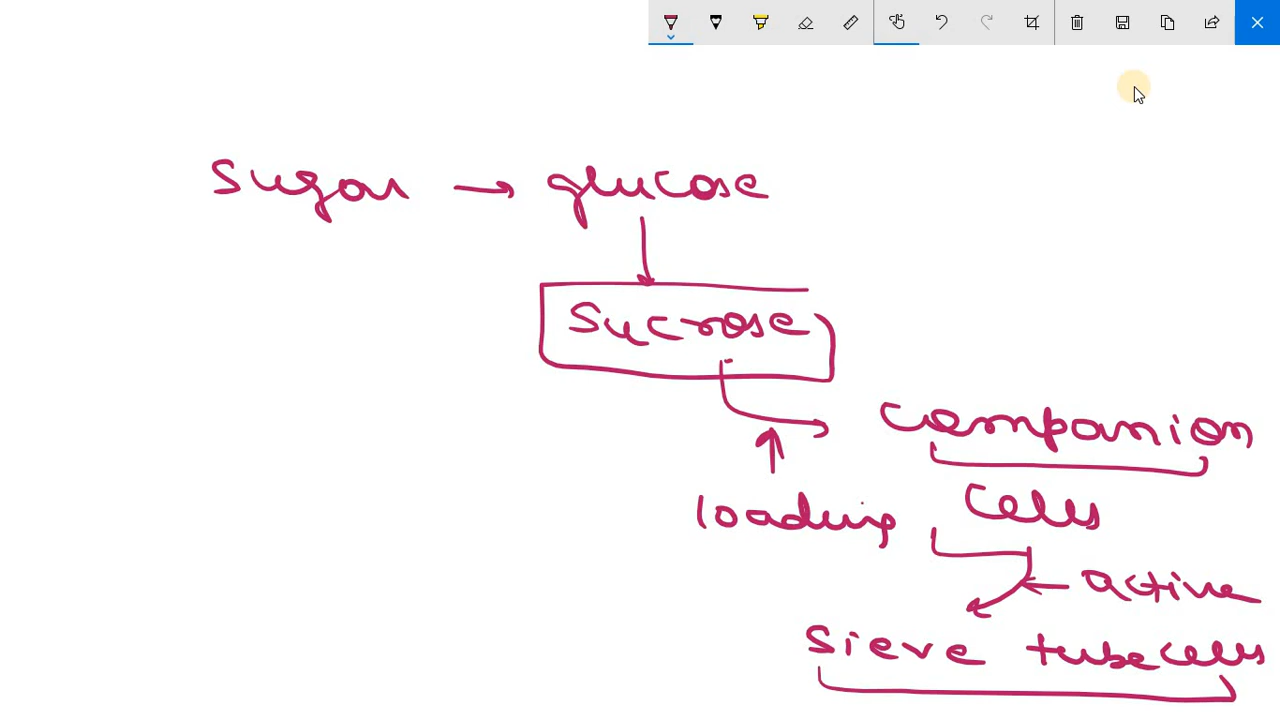 Sugar → glucose
Sucrose
companion
loading cells
active
Sieve tube cells